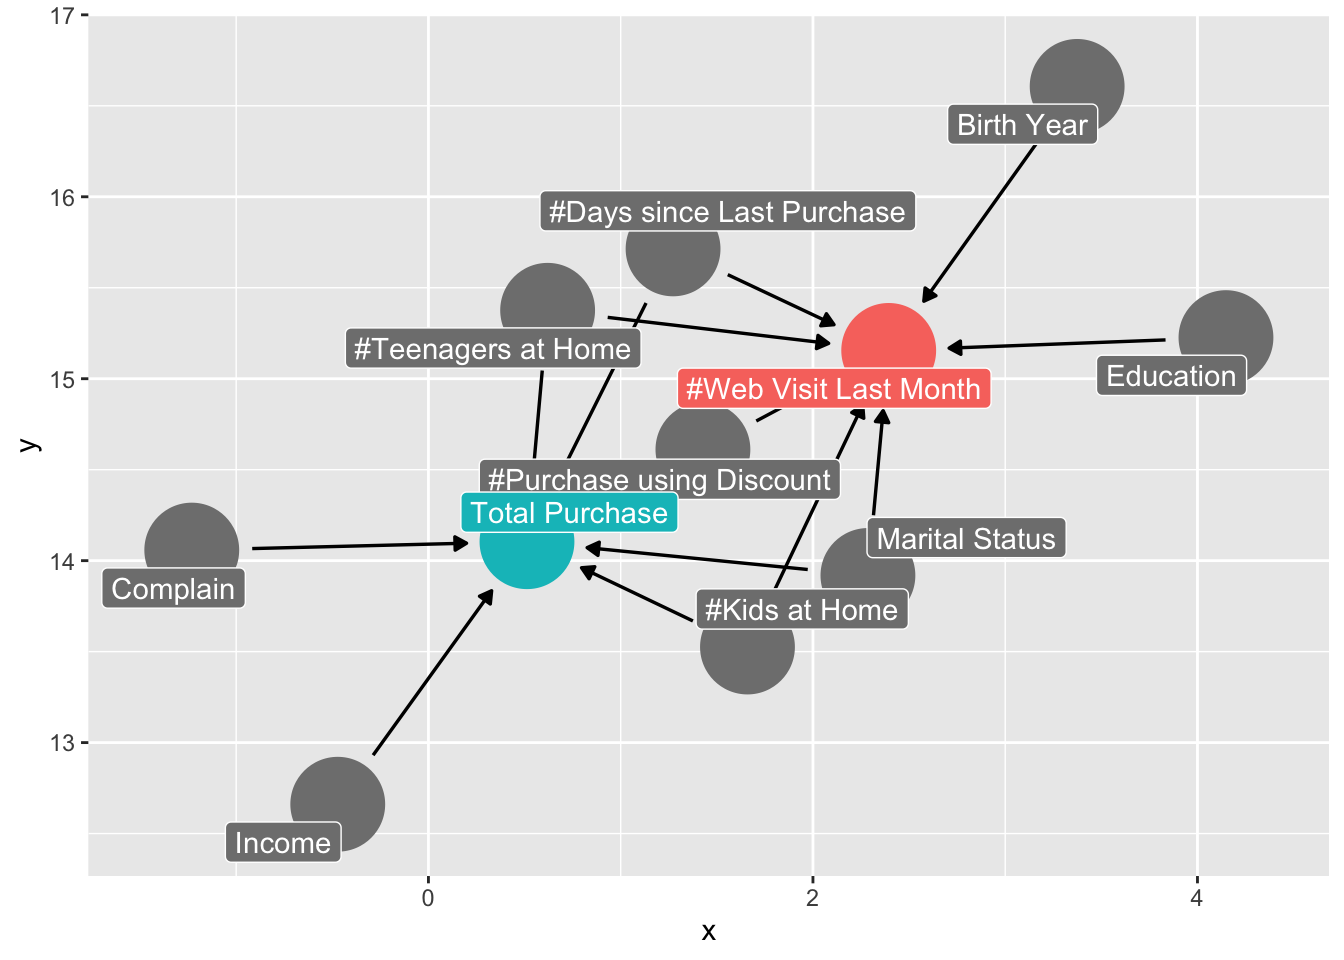 17
Birth Year
16
#Days since Last Purchase
#Teenagers at Home
15
#Web Visit Last Month
Education
y
#Purchase using Discount
Total Purchase
Marital Status
14
Complain
#Kids at Home
13
Income
0
2
4
x